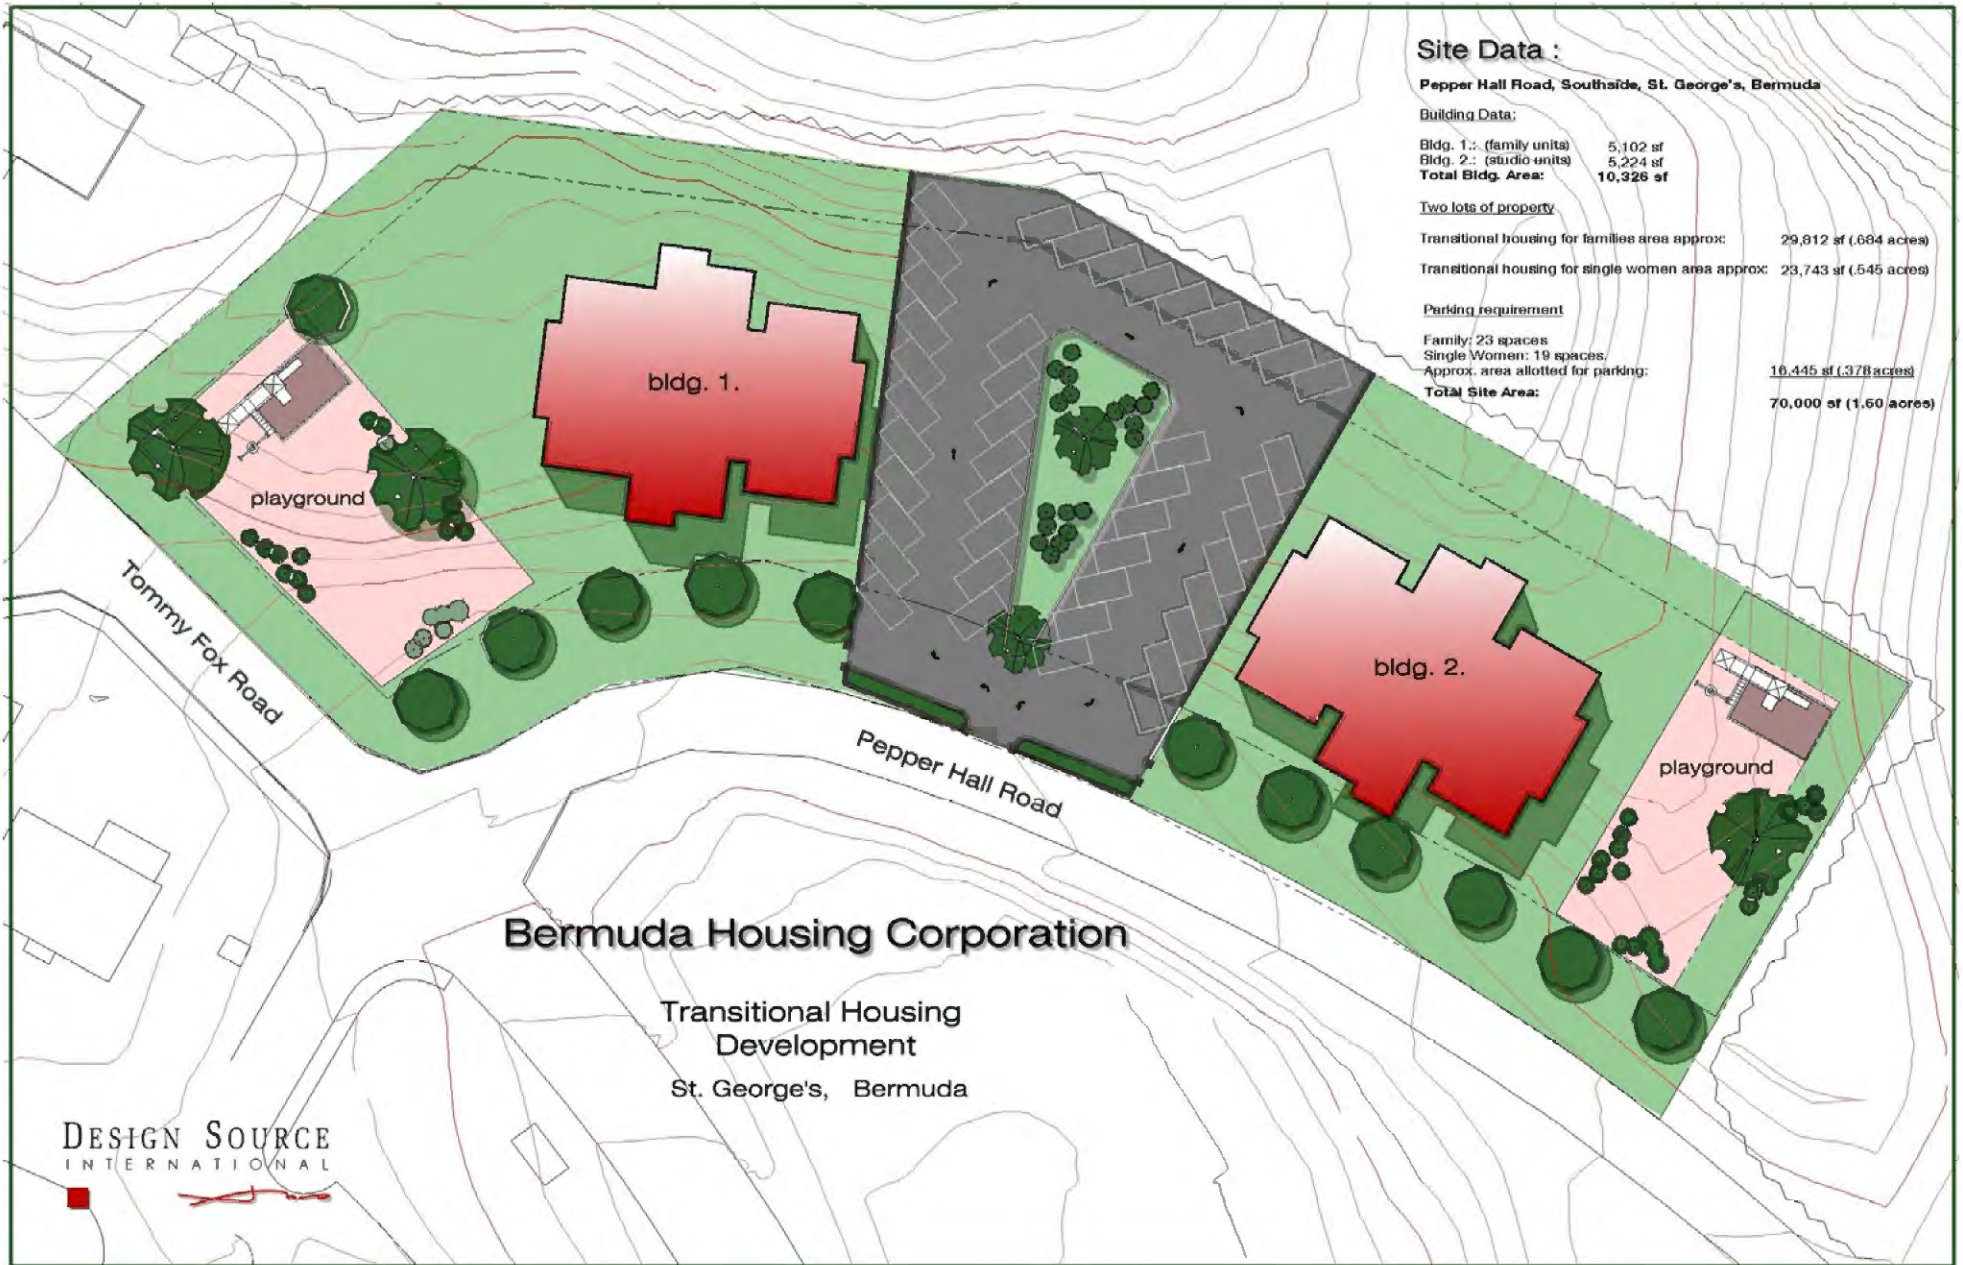 Site Data :
Pepper Hall Road, Southside, St. George's, Bermuda
Building Data:
Bldg. 1.: (family units) 5,102 sf
Bldg. 2.: (studio units) 5,224 sf
Total Bldg. Area: 10,326 sf
Two lots of property
Transitional housing for families area approx: 29,812 sf (.684 acres)
Transitional housing for single women area approx: 23,743 sf (.545 acres)
Parking requirement
Family: 23 spaces
Single Women: 19 spaces.
Approx. area allotted for parking: 16,445 sf (.378 acres)
Total Site Area: 70,000 sf (1.60 acres)
bldg. 1.
playground
Tommy Fox Road
bldg. 2.
playground
Pepper Hall Road
Bermuda Housing Corporation
Transitional Housing
Development
St. George's, Bermuda
DESIGN SOURCE
INTERNATIONAL